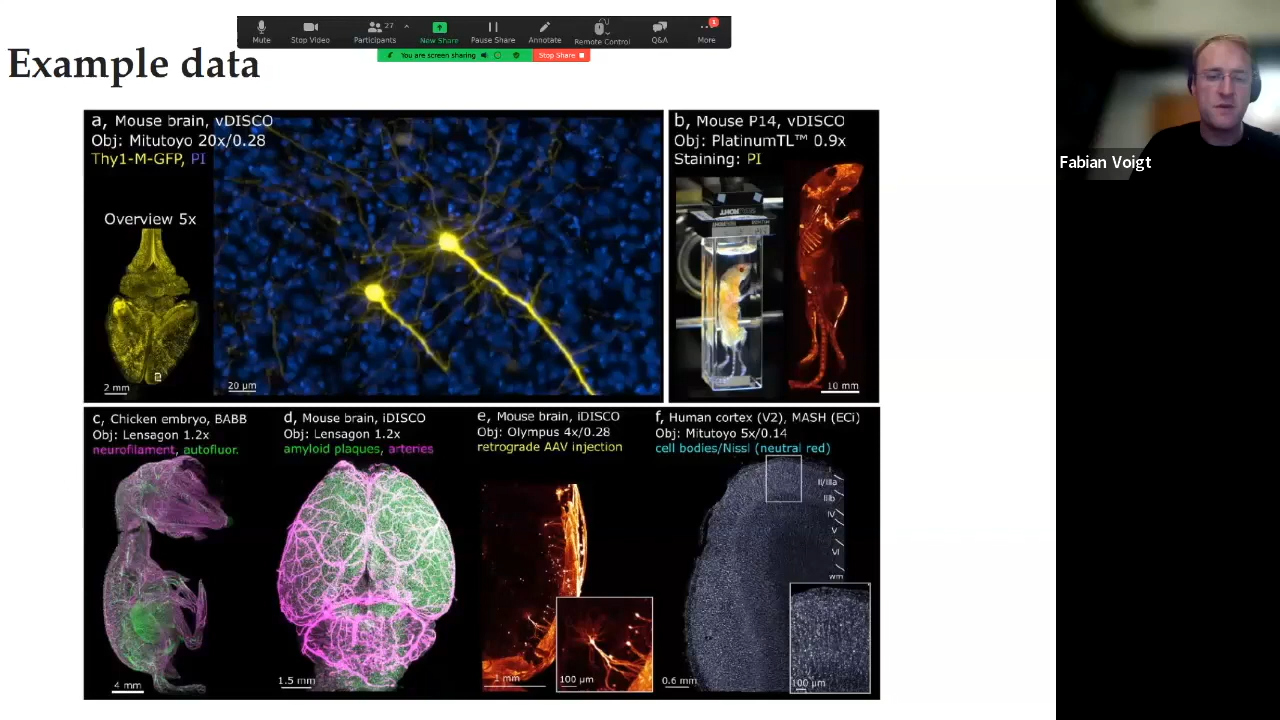 27
1
Mute
Stop Video
Participants
New Share
Pause Share
Annotate
Remote Control
Q&A
More
You are screen sharing
Stop Share
Example data
a, Mouse brain, vDISCO
Obj: Mitutoyo 20x/0.28
Thy1-M-GFP, PI
Overview 5x
2 mm
20 µm
b, Mouse P14, vDISCO
Obj: PlatinumTL™ 0.9x
Staining: PI
10 mm
c, Chicken embryo, BABB
Obj: Lensagon 1.2x
neurofilament, autofluor.
4 mm
d, Mouse brain, iDISCO
Obj: Lensagon 1.2x
amyloid plaques, arteries
1.5 mm
e, Mouse brain, iDISCO
Obj: Olympus 4x/0.28
retrograde AAV injection
1 mm
100 µm
f, Human cortex (V2), MASH (ECi)
Obj: Mitutoyo 5x/0.14
cell bodies/Nissl (neutral red)
I
II/IIIa
IIIb
IV
V
VI
wm
0.6 mm
100 µm
Fabian Voigt